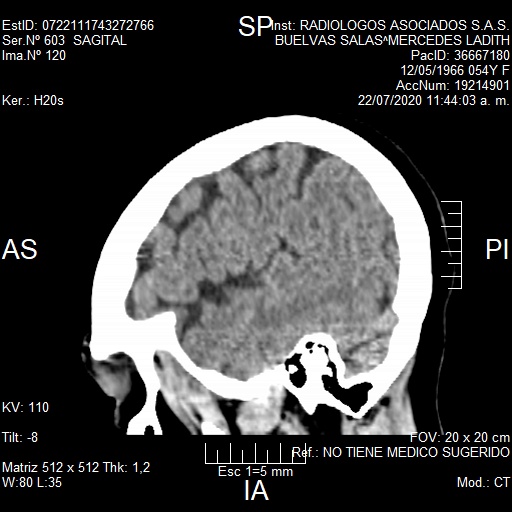 EstID: 0722111743272766
Ser.Nº 603 SAGITAL
Ima.Nº 120
Ker.: H20s
SP
Inst: RADIOLOGOS ASOCIADOS S.A.S.
BUELVAS SALAS^MERCEDES LADITH
PacID: 36667180
12/05/1966 054Y F
AccNum: 19214901
22/07/2020 11:44:03 a. m.
AS
PI
KV: 110
Tilt: -8
Matriz 512 x 512 Thk: 1,2
W:80 L:35
Esc 1=5 mm
IA
FOV: 20 x 20 cm
Ref.: NO TIENE MEDICO SUGERIDO
Mod.: CT